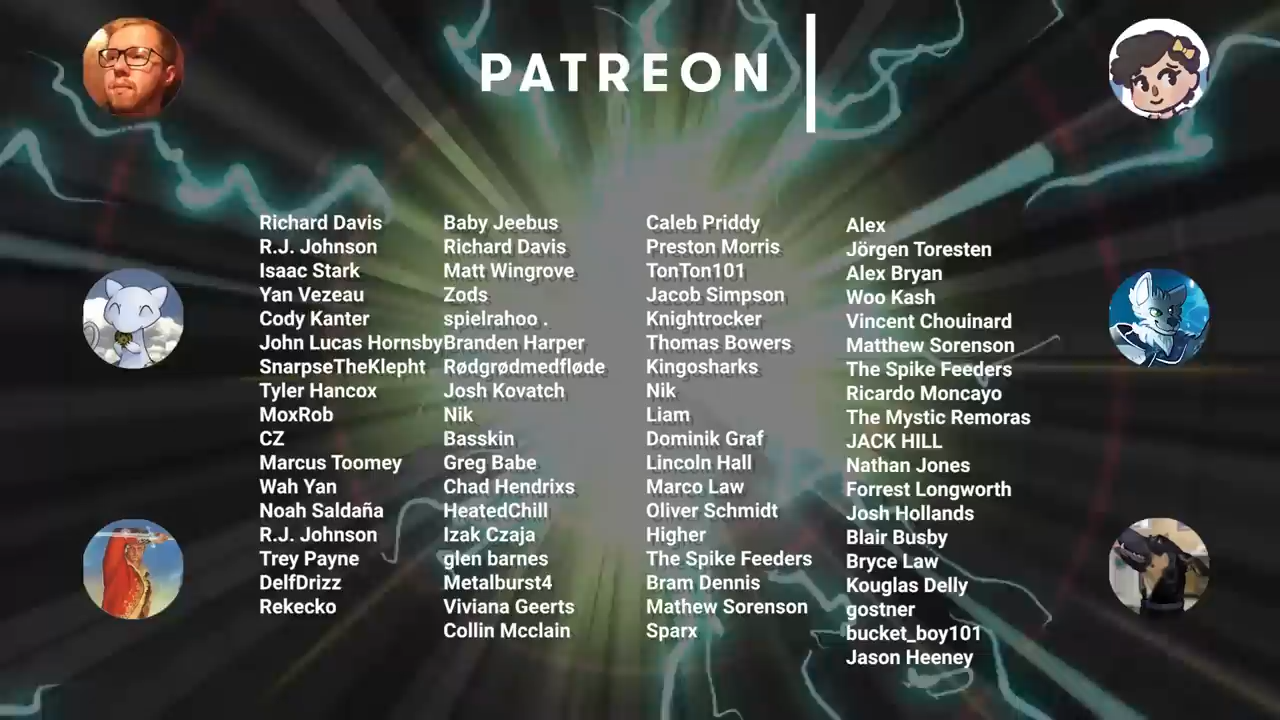 PATREON
Richard Davis
R.J. Johnson
Isaac Stark
Yan Vezeau
Cody Kanter
John Lucas Hornsby
SnarpseTheKlepht
Tyler Hancox
MoxRob
CZ
Marcus Toomey
Wah Yan
Noah Saldaña
R.J. Johnson
Trey Payne
DelfDrizz
Rekecko
Baby Jeebus
Richard Davis
Matt Wingrove
Zods
spielrahoo .
Branden Harper
Rødgrødmedfløde
Josh Kovatch
Nik
Basskin
Greg Babe
Chad Hendrixs
HeatedChill
Izak Czaja
glen barnes
Metalburst4
Viviana Geerts
Collin Mcclain
Caleb Priddy
Preston Morris
TonTon101
Jacob Simpson
Knightrocker
Thomas Bowers
Kingosharks
Nik
Liam
Dominik Graf
Lincoln Hall
Marco Law
Oliver Schmidt
Higher
The Spike Feeders
Bram Dennis
Mathew Sorenson
Sparx
Alex
Jörgen Toresten
Alex Bryan
Woo Kash
Vincent Chouinard
Matthew Sorenson
The Spike Feeders
Ricardo Moncayo
The Mystic Remoras
JACK HILL
Nathan Jones
Forrest Longworth
Josh Hollands
Blair Busby
Bryce Law
Kouglas Delly
gostner
bucket_boy101
Jason Heeney